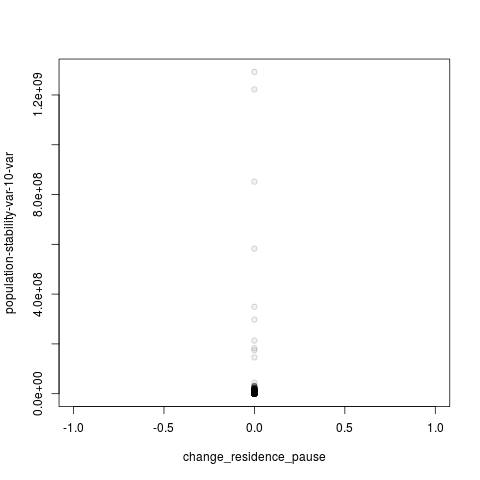 1.2e+09
8.0e+08
4.0e+08
0.0e+00
population-stability-var-10-var
-1.0 -0.5 0.0 0.5 1.0
change_residence_pause